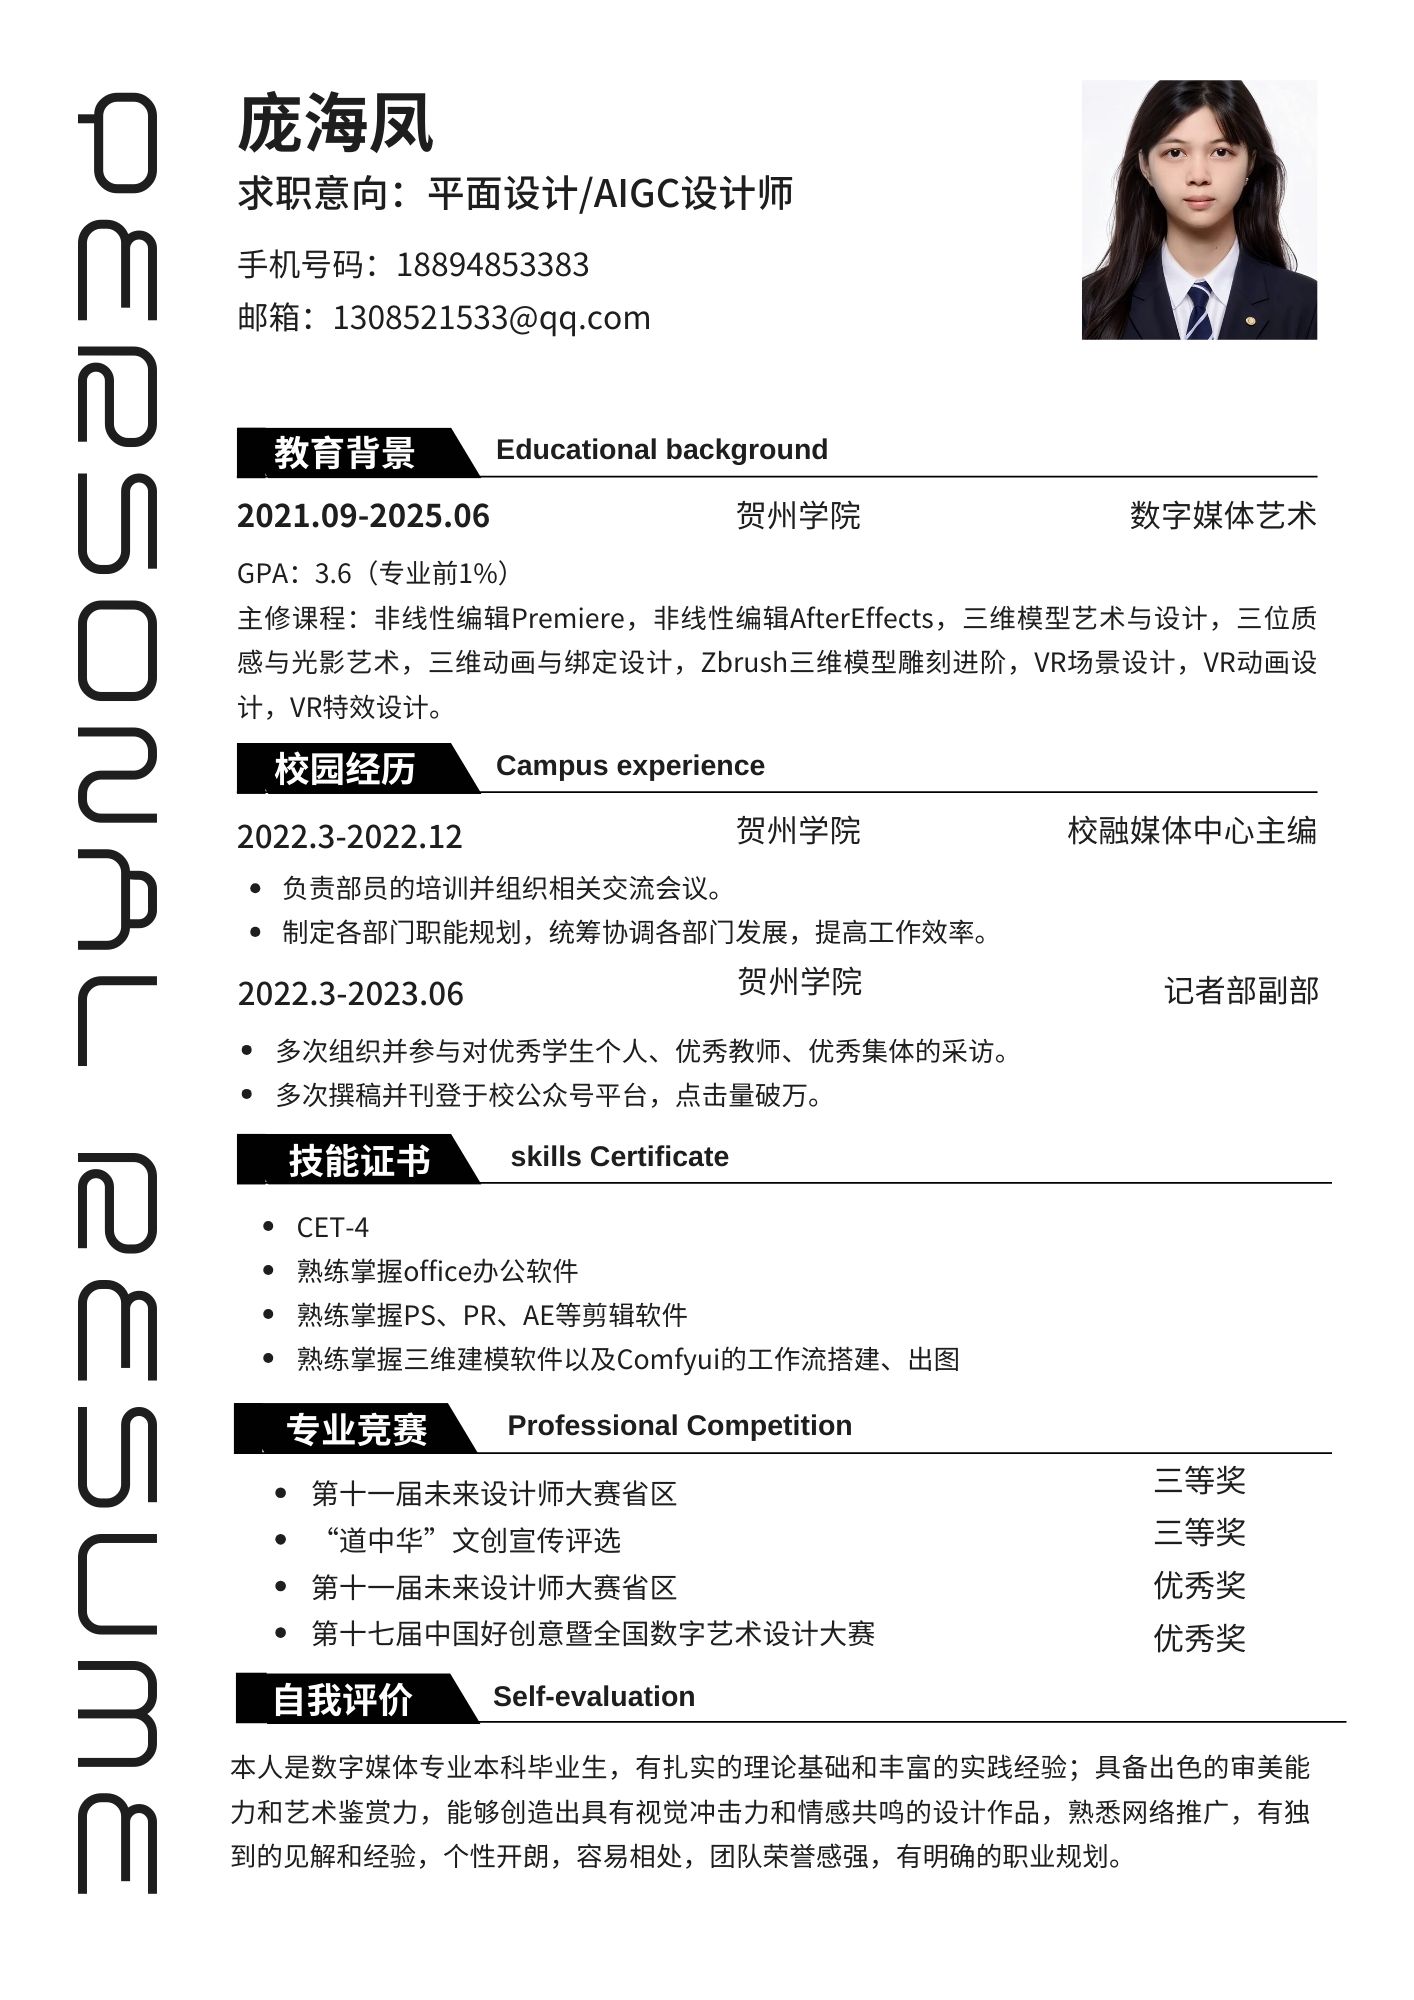 PERSONAL RESUME
庞海凤
求职意向：平面设计/AIGC设计师
手机号码：18894853383
邮箱：1308521533@qq.com
教育背景 Educational background
2021.09-2025.06 贺州学院 数字媒体艺术
GPA：3.6（专业前1%）
主修课程：非线性编辑Premiere，非线性编辑AfterEffects，三维模型艺术与设计，三位质
感与光影艺术，三维动画与绑定设计，Zbrush三维模型雕刻进阶，VR场景设计，VR动画设
计，VR特效设计。
校园经历 Campus experience
2022.3-2022.12 贺州学院 校融媒体中心主编
负责部员的培训并组织相关交流会议。
制定各部门职能规划，统筹协调各部门发展，提高工作效率。
2022.3-2023.06 贺州学院 记者部副部
多次组织并参与对优秀学生个人、优秀教师、优秀集体的采访。
多次撰稿并刊登于校公众号平台，点击量破万。
技能证书 skills Certificate
CET-4
熟练掌握office办公软件
熟练掌握PS、PR、AE等剪辑软件
熟练掌握三维建模软件以及Comfyui的工作流搭建、出图
专业竞赛 Professional Competition
第十一届未来设计师大赛省区 三等奖
“道中华”文创宣传评选 三等奖
第十一届未来设计师大赛省区 优秀奖
第十七届中国好创意暨全国数字艺术设计大赛 优秀奖
自我评价 Self-evaluation
本人是数字媒体专业本科毕业生，有扎实的理论基础和丰富的实践经验；具备出色的审美能
力和艺术鉴赏力，能够创造出具有视觉冲击力和情感共鸣的设计作品，熟悉网络推广，有独
到的见解和经验，个性开朗，容易相处，团队荣誉感强，有明确的职业规划。